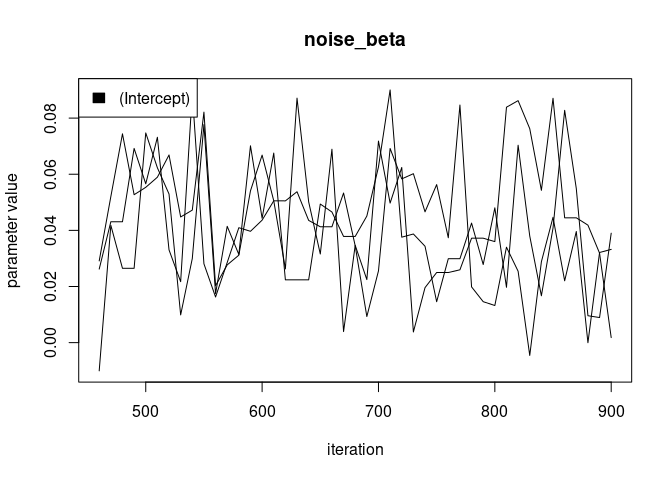 noise_beta
(Intercept)
parameter value
0.08
0.06
0.04
0.02
0.00
500 600 700 800 900
iteration